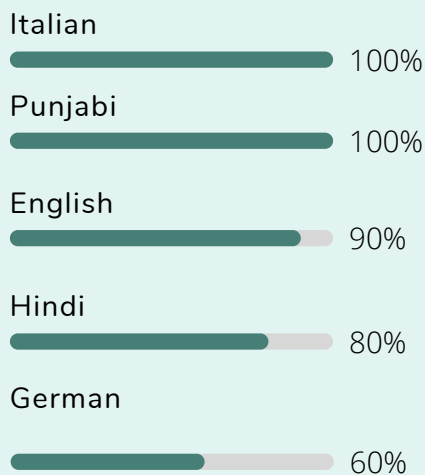 Italian
100%
Punjabi
100%
English
90%
Hindi
80%
German
60%